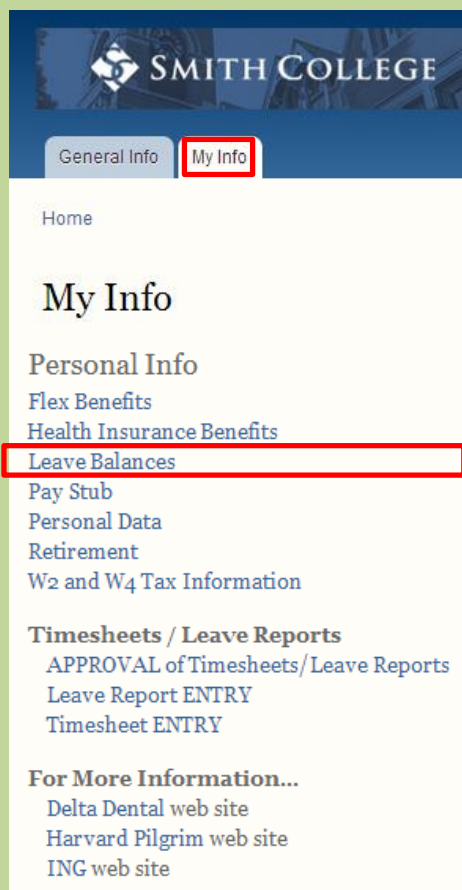 SMITH COLLEGE
General Info My Info
Home
My Info
Personal Info
Flex Benefits
Health Insurance Benefits
Leave Balances
Pay Stub
Personal Data
Retirement
W2 and W4 Tax Information
Timesheets / Leave Reports
APPROVAL of Timesheets/Leave Reports
Leave Report ENTRY
Timesheet ENTRY
For More Information...
Delta Dental web site
Harvard Pilgrim web site
ING web site